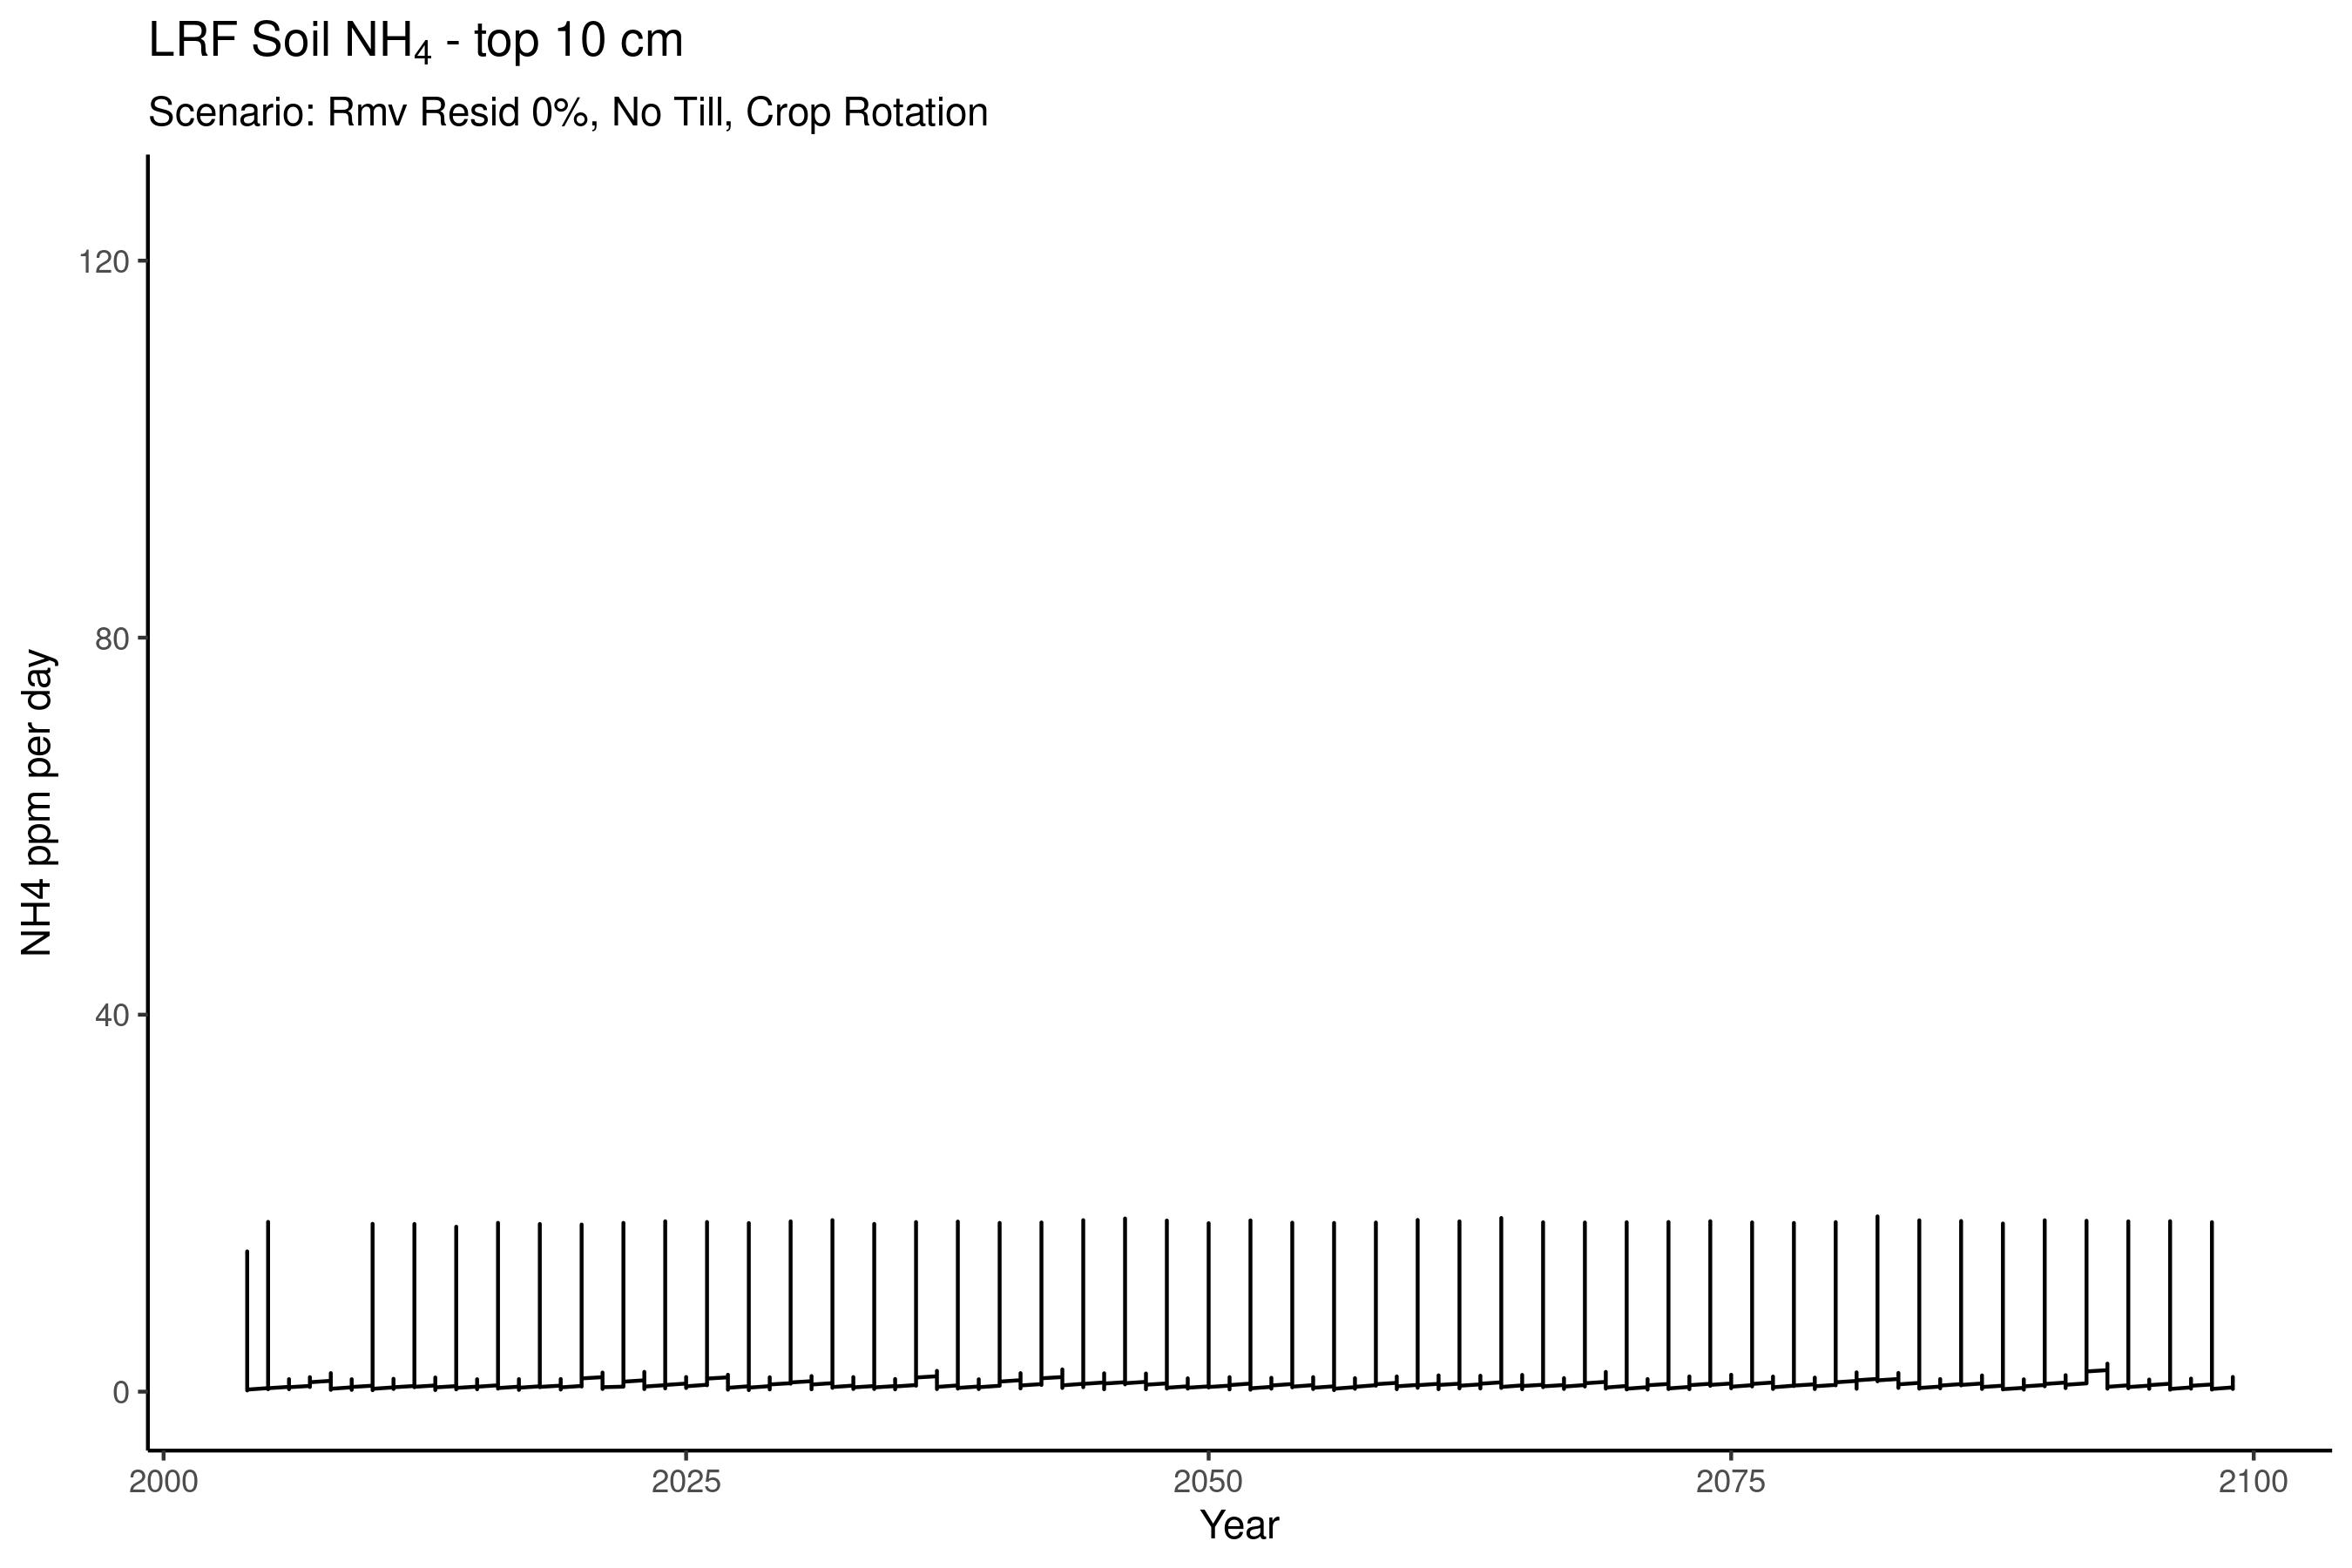 LRF Soil NH₄ - top 10 cm
Scenario: Rmv Resid 0%, No Till, Crop Rotation
NH4 ppm per day
120
80
40
0
2000 2025 2050 2075 2100
Year